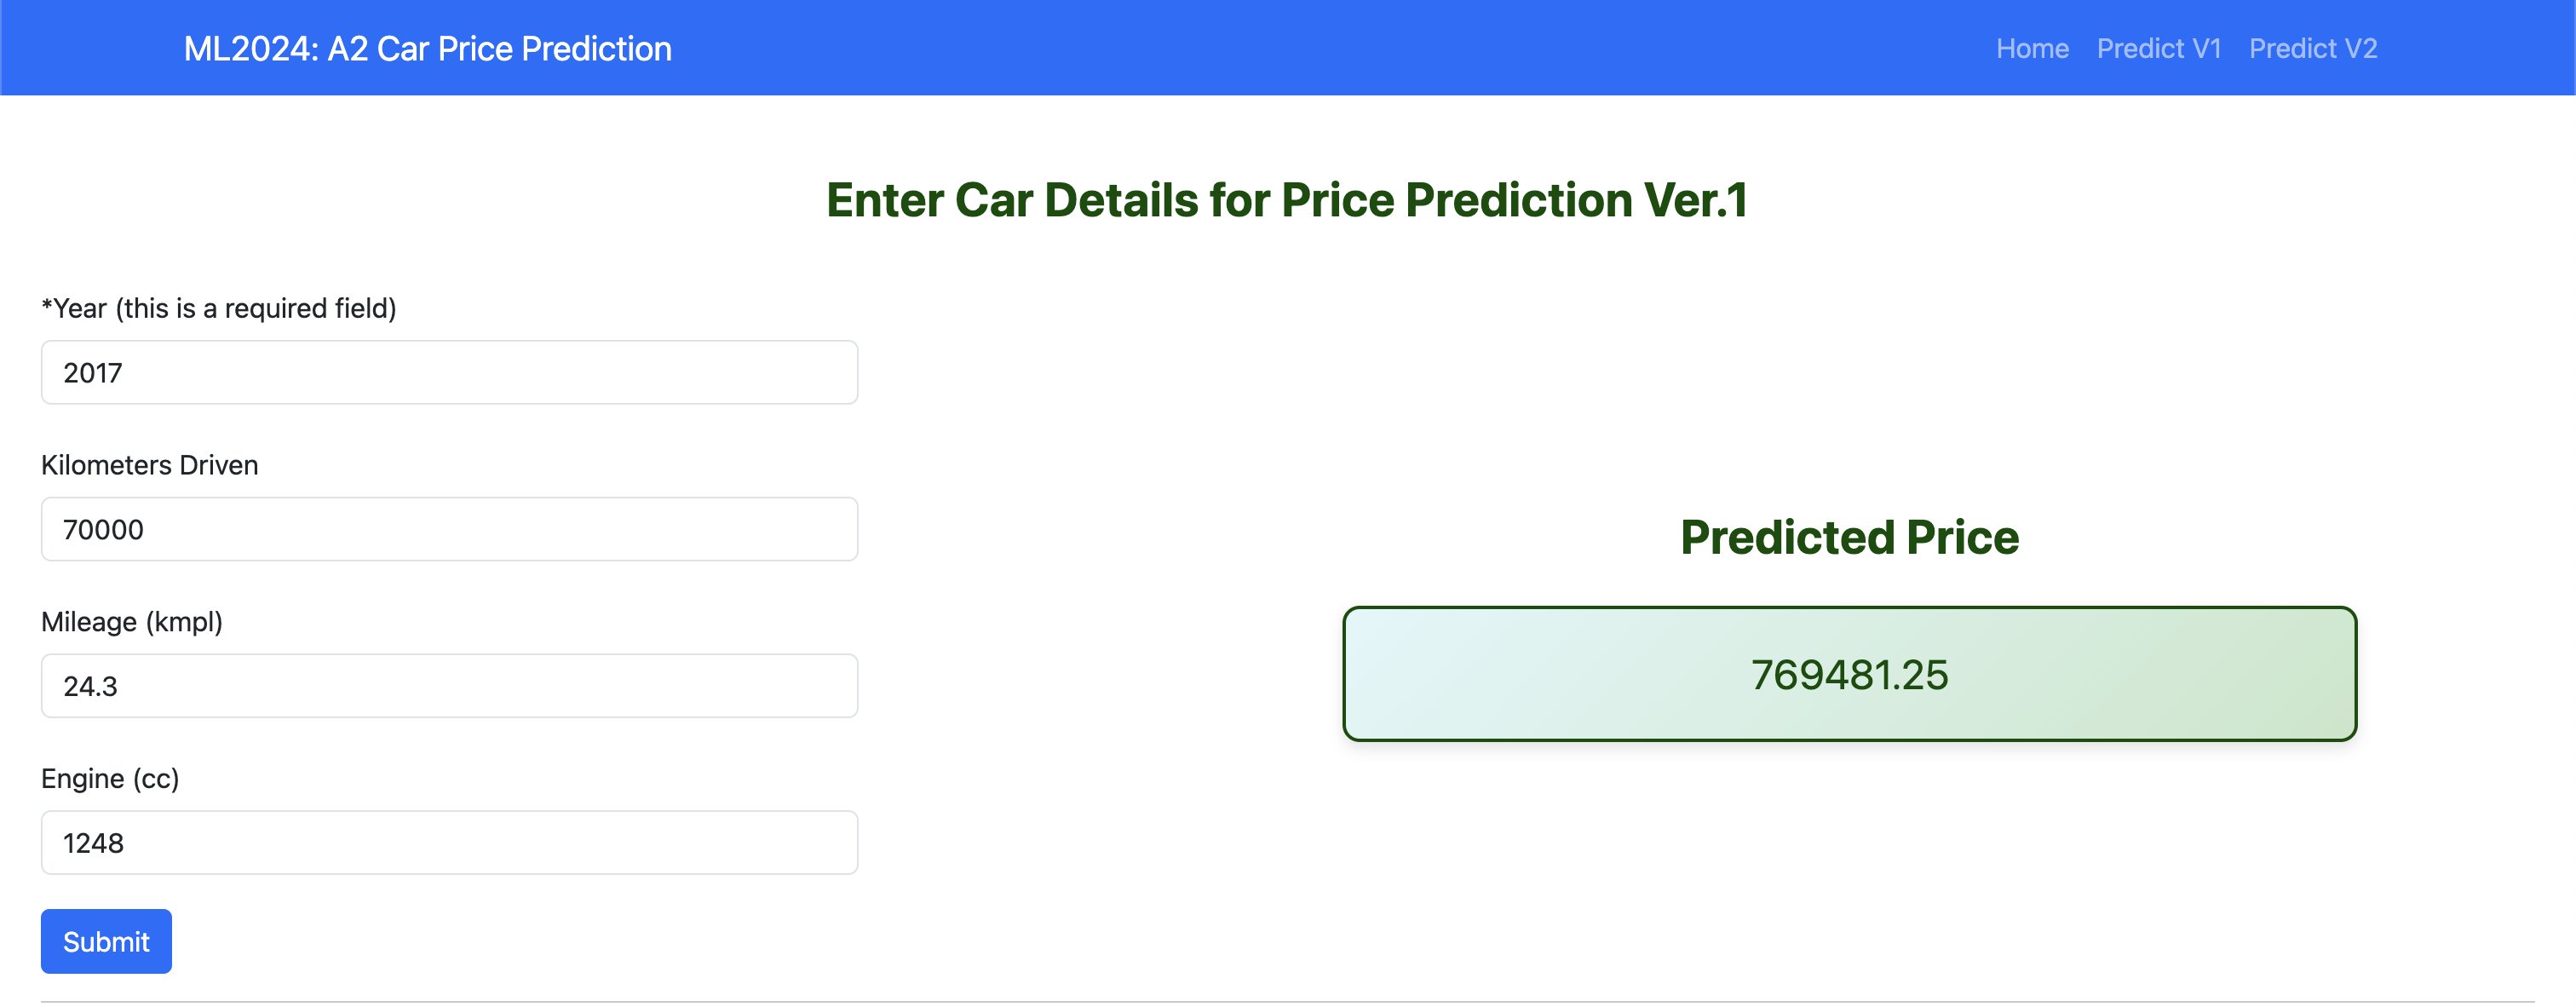 ML2024: A2 Car Price Prediction
Home Predict V1 Predict V2
Enter Car Details for Price Prediction Ver.1
*Year (this is a required field)
2017
Kilometers Driven
70000
Mileage (kmpl)
24.3
Engine (cc)
1248
Submit
Predicted Price
769481.25